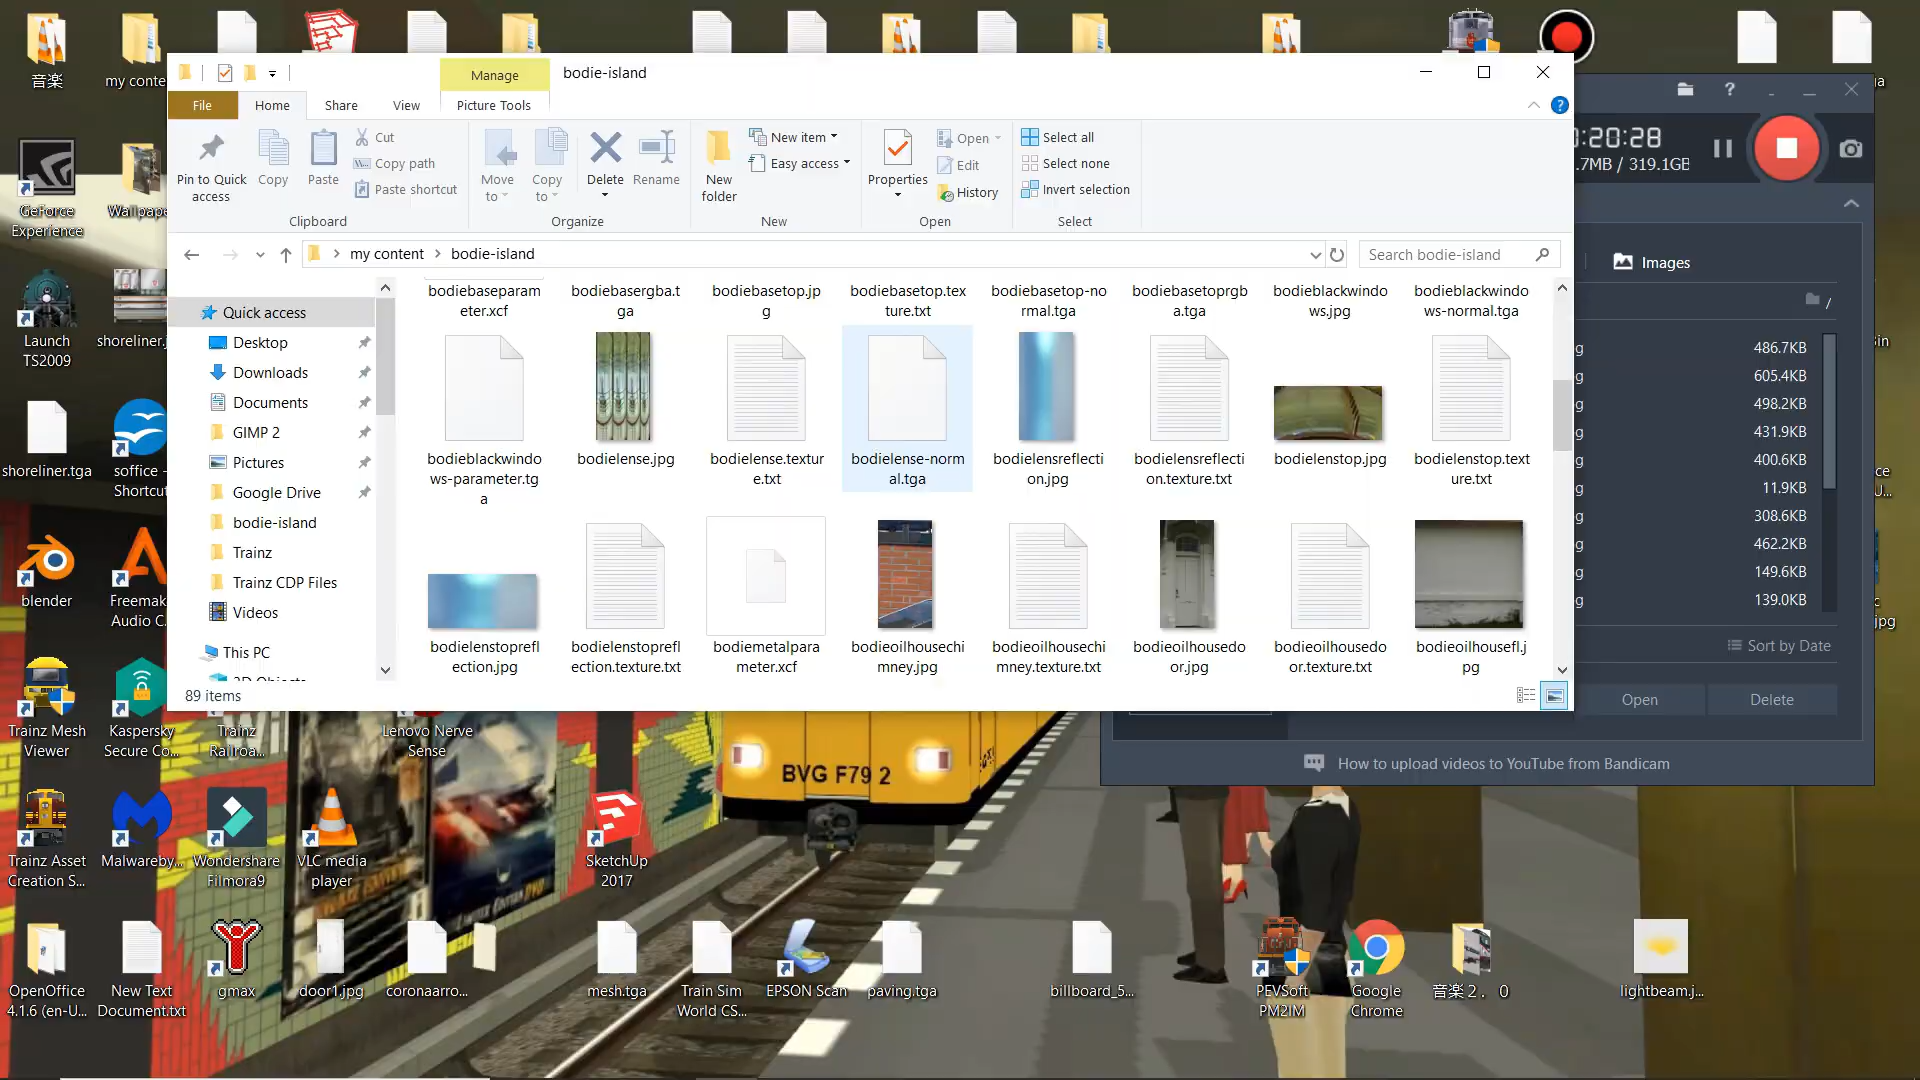 音楽
my conte
Manage
bodie-island
File
Home
Share
View
Picture Tools
Pin to Quick
access
Copy
Paste
Cut
Copy path
Paste shortcut
Clipboard
Move
to
Copy
to
Delete
Rename
Organize
New
folder
New item
Easy access
New
Properties
Open
Edit
History
Open
Select all
Select none
Invert selection
Select
my content
bodie-island
Search bodie-island
Quick access
Desktop
Downloads
Documents
GIMP 2
Pictures
Google Drive
bodie-island
Trainz
Trainz CDP Files
Videos
This PC
bodiebaseparam
eter.xcf
bodiebasergba.t
ga
bodiebasetop.jp
g
bodiebasetop.tex
ture.txt
bodiebasetop-no
rmal.tga
bodiebasetoprgb
a.tga
bodieblackwindo
ws.jpg
bodieblackwindo
ws-normal.tga
bodieblackwindo
ws-parameter.tg
a
bodielense.jpg
bodielense.textur
e.txt
bodielense-norm
al.tga
bodielensreflecti
on.jpg
bodielensreflecti
on.texture.txt
bodielenstop.jpg
bodielenstop.text
ure.txt
bodielenstoprefl
ection.jpg
bodielenstoprefl
ection.texture.txt
bodiemetalpara
meter.xcf
bodieoilhousechi
mney.jpg
bodieoilhousechi
mney.texture.txt
bodieoilhousedo
or.jpg
bodieoilhousedo
or.texture.txt
bodieoilhousefl.j
pg
89 items
:20:28
.7MB / 319.1GB
Images
/
g 486.7KB
g 605.4KB
g 498.2KB
g 431.9KB
g 400.6KB
g 11.9KB
g 308.6KB
g 462.2KB
g 149.6KB
g 139.0KB
Sort by Date
Open
Delete
How to upload videos to YouTube from Bandicam
GeForce
Experience
Wallpape
Launch
TS2009
shoreliner.j
shoreliner.tga
soffice -
Shortcut
blender
Freemak
Audio C.
Trainz Mesh
Viewer
Kaspersky
Secure Co...
Trainz
Railroa...
Lenovo Nerve
Sense
BVG F79 2
Trainz Asset
Creation S...
Malwareby...
Wondershare
Filmora9
VLC media
player
SketchUp
2017
OpenOffice
4.1.6 (en-U...
New Text
Document.txt
gmax
door1.jpg
coronaarro...
mesh.tga
Train Sim
World CS...
EPSON Scan
paving.tga
billboard_5...
PEVSoft
PM2IM
Google
Chrome
音楽２．０
lightbeam.j...